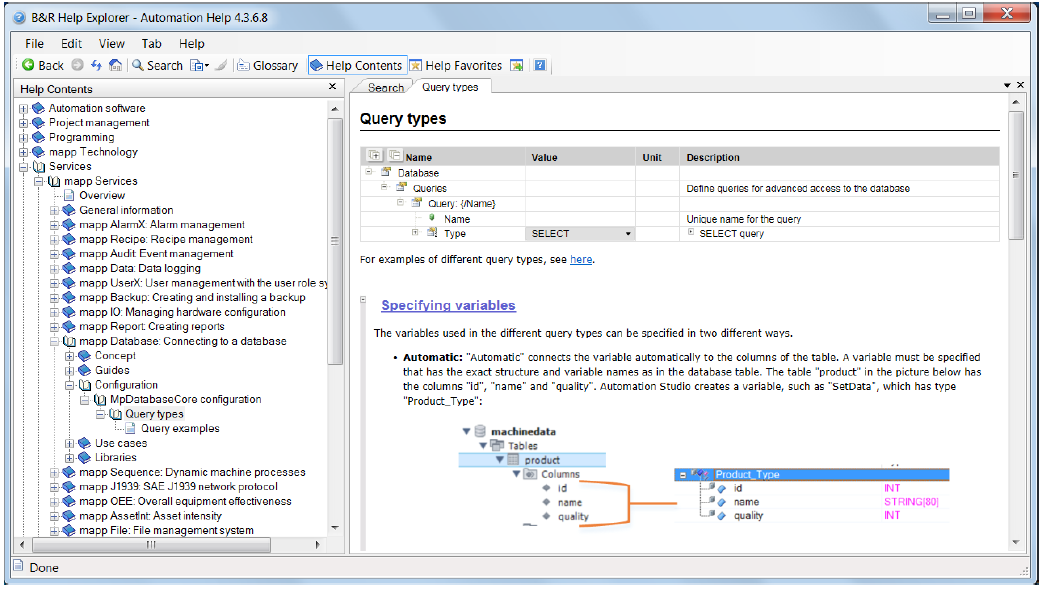 B&R Help Explorer - Automation Help 4.3.6.8
File Edit View Tab Help
Back Search Glossary Help Contents Help Favorites
Help Contents
Automation software
Project management
Programming
mapp Technology
Services
mapp Services
Overview
General information
mapp AlarmX: Alarm management
mapp Recipe: Recipe management
mapp Audit: Event management
mapp Data: Data logging
mapp UserX: User management with the user role sy
mapp Backup: Creating and installing a backup
mapp IO: Managing hardware configuration
mapp Report: Creating reports
mapp Database: Connecting to a database
Concept
Guides
Configuration
MpDatabaseCore configuration
Query types
Query examples
Use cases
Libraries
mapp Sequence: Dynamic machine processes
mapp J1939: SAE J1939 network protocol
mapp OEE: Overall equipment effectiveness
mapp AssetInt: Asset intensity
mapp File: File management system
Search Query types
Query types
Name Value Unit Description
Database
Queries Define queries for advanced access to the database
Query: {/Name}
Name Unique name for the query
Type SELECT SELECT query
For examples of different query types, see here.
Specifying variables
The variables used in the different query types can be specified in two different ways.
• Automatic: "Automatic" connects the variable automatically to the columns of the table. A variable must be specified
that has the exact structure and variable names as in the database table. The table "product" in the picture below has
the columns "id", "name" and "quality". Automation Studio creates a variable, such as "SetData", which has type
"Product_Type":
machinedata
Tables
product
Columns
id
name
quality
Product_Type
id INT
name STRING[80]
quality INT
Done